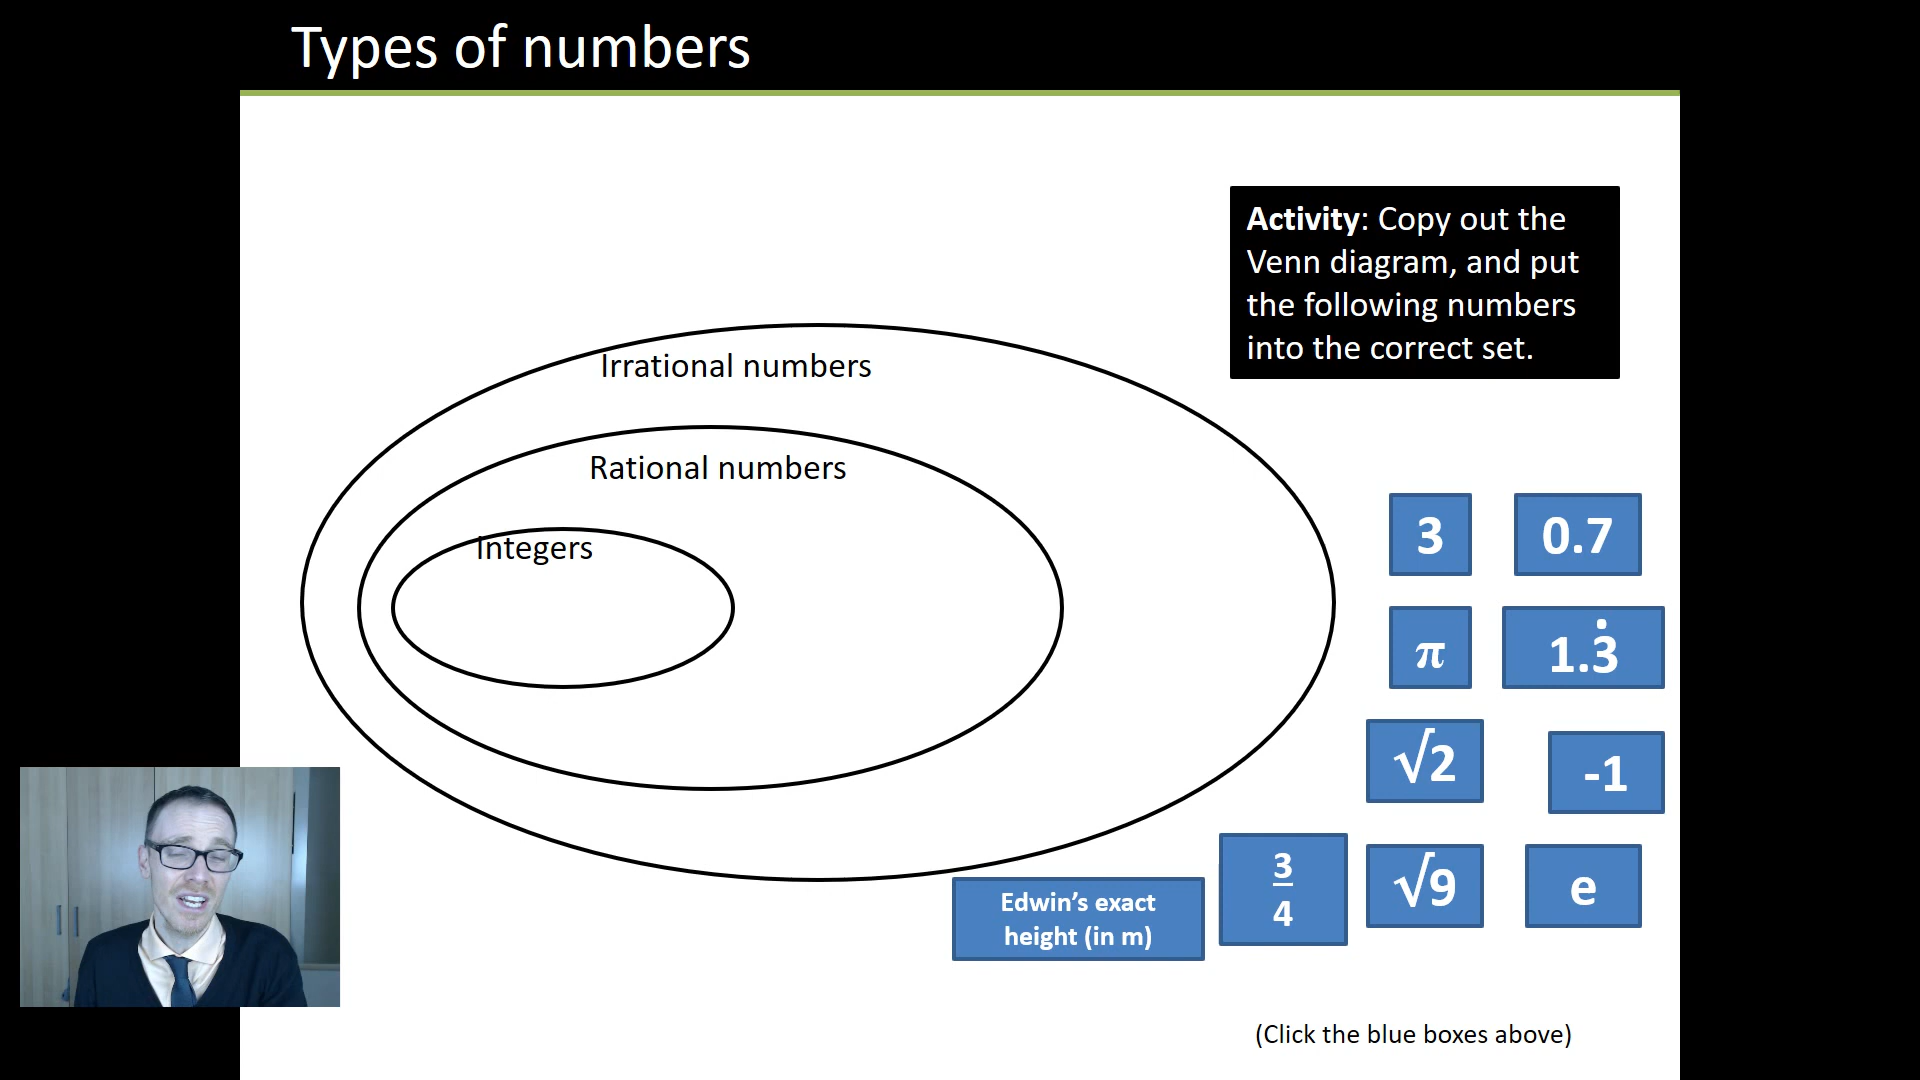 Types of numbers
Activity: Copy out the
Venn diagram, and put
the following numbers
into the correct set.
Irrational numbers
Rational numbers
Integers
3
0.7
π
1.3̇
√2
-1
3
4
√9
e
Edwin’s exact
height (in m)
(Click the blue boxes above)